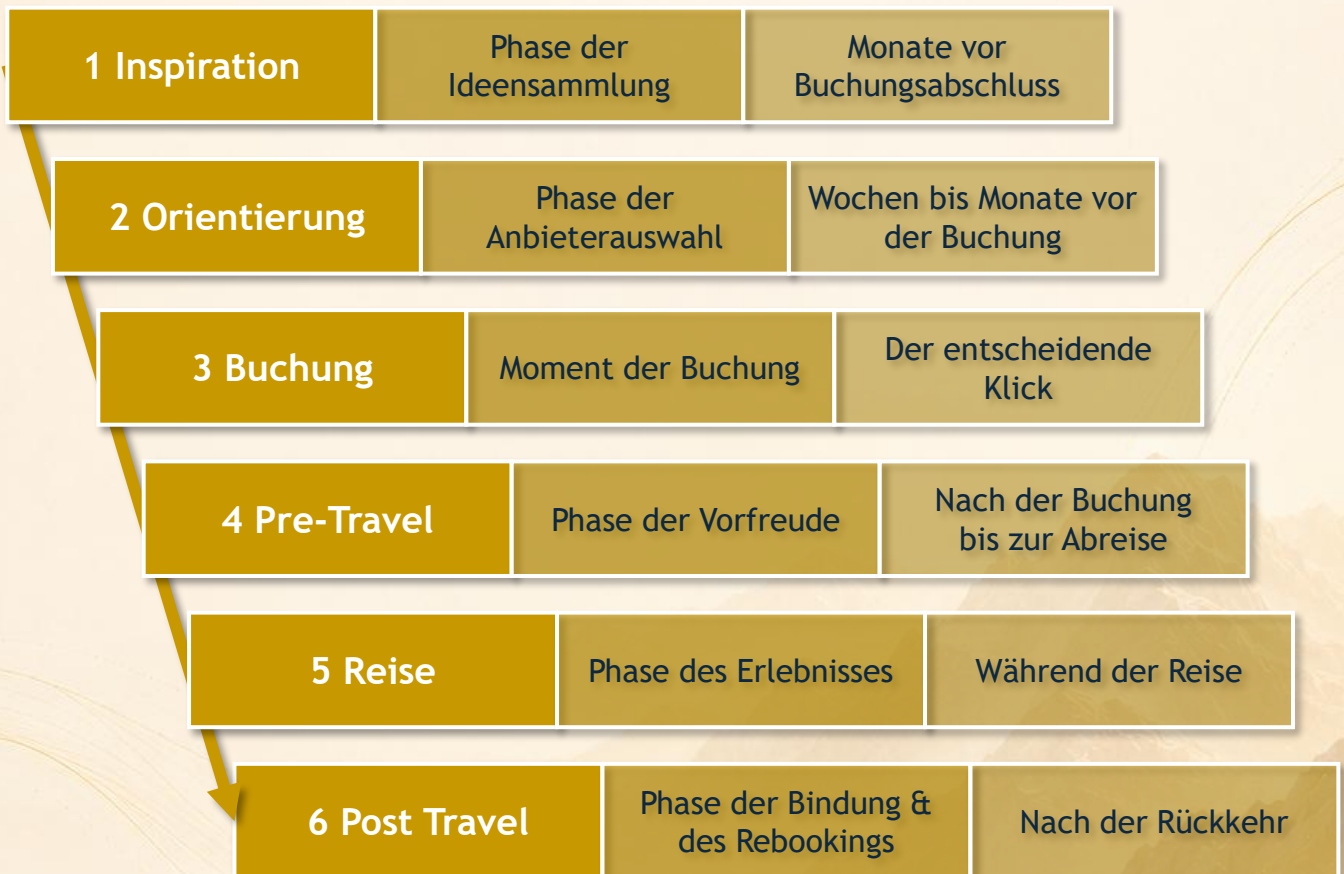 1 Inspiration
Phase der
Ideensammlung
Monate vor
Buchungsabschluss
2 Orientierung
Phase der
Anbieterauswahl
Wochen bis Monate vor
der Buchung
3 Buchung
Moment der Buchung
Der entscheidende
Klick
4 Pre-Travel
Phase der Vorfreude
Nach der Buchung
bis zur Abreise
5 Reise
Phase des Erlebnisses
Während der Reise
6 Post Travel
Phase der Bindung &
des Rebookings
Nach der Rückkehr